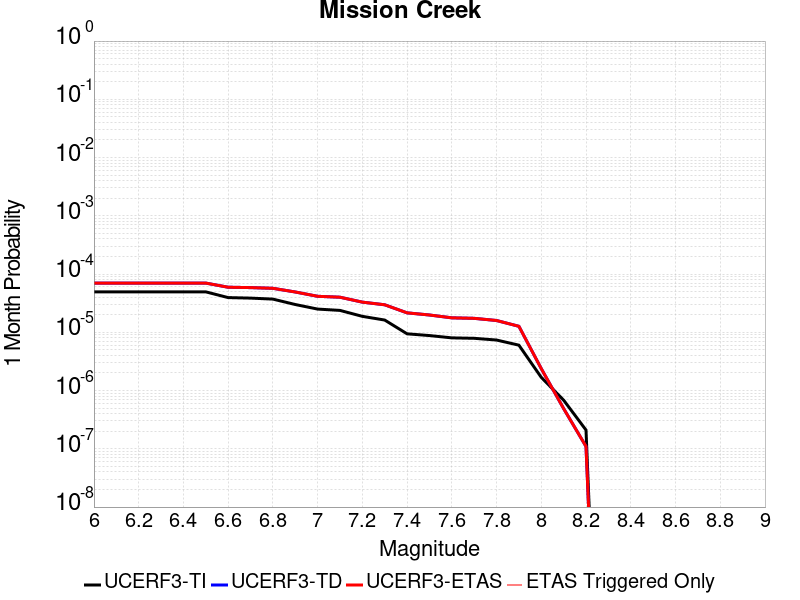 Mission Creek
10^0
10^-1
10^-2
10^-3
10^-4
10^-5
10^-6
10^-7
10^-8
1 Month Probability
6 6.2 6.4 6.6 6.8 7 7.2 7.4 7.6 7.8 8 8.2 8.4 8.6 8.8 9
Magnitude
UCERF3-TI UCERF3-TD UCERF3-ETAS ETAS Triggered Only